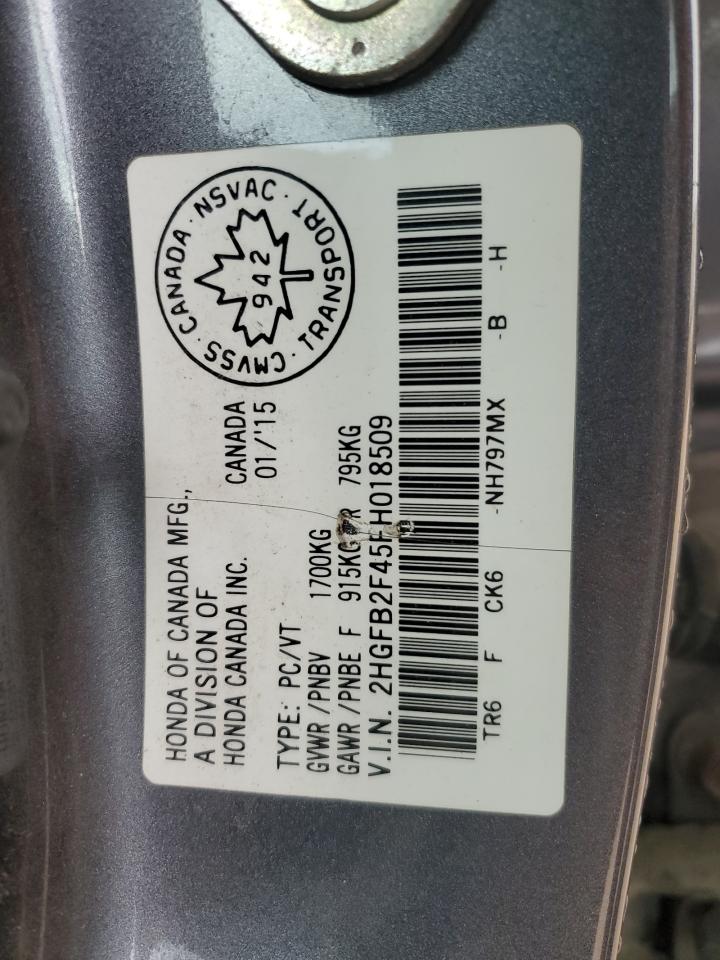 HONDA OF CANADA MFG.,
A DIVISION OF
HONDA CANADA INC.
CANADA
01/'15
TYPE: PC/VT
GVWR /PNBV 1700KG
GAWR /PNBE F 915KG R 795KG
V.I.N. 2HGFB2F45FH018509
TR6 F CK6 -NH797MX -B -H
CMVSS · CANADA · NSVAC · TRANSPORT ·
942